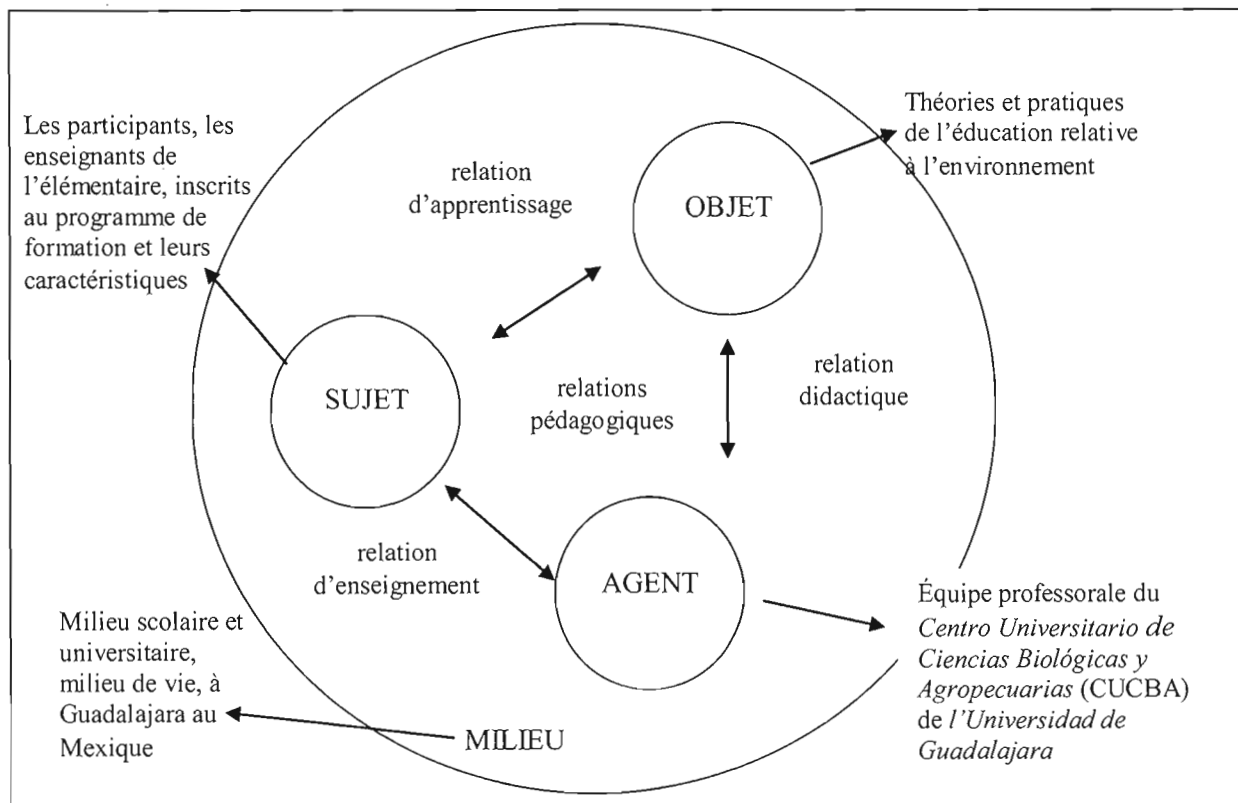 Les participants, les
enseignants de
l'élémentaire, inscrits
au programme de
formation et leurs
caractéristiques
relation
d'apprentissage
OBJET
Théories et pratiques
de l'éducation relative
à l'environnement
SUJET
relations
pédagogiques
relation
didactique
relation
d'enseignement
AGENT
Milieu scolaire et
universitaire,
milieu de vie, à
Guadalajara au
Mexique
MILIEU
Équipe professorale du
Centro Universitario de
Ciencias Biológicas y
Agropecuarias (CUCBA)
de l'Universidad de
Guadalajara